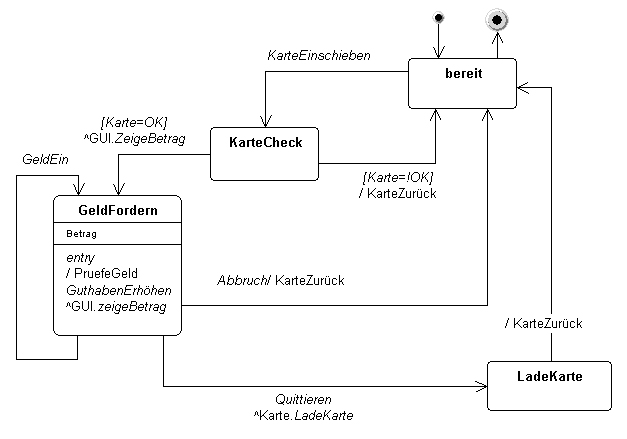 KarteEinschieben
bereit
[Karte=OK]
^GUI.ZeigeBetrag
KarteCheck
GeldEin
[Karte=!OK]
/ KarteZurück
GeldFordern
Betrag
entry
/ PruefeGeld
GuthabenErhöhen
^GUI.zeigeBetrag
Abbruch/ KarteZurück
/ KarteZurück
LadeKarte
Quittieren
^Karte.LadeKarte